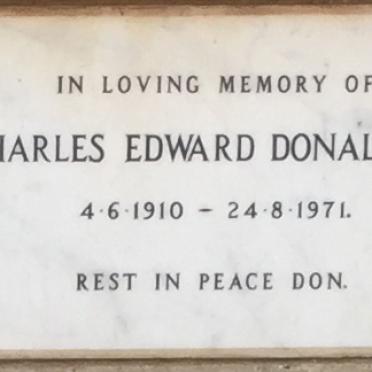 IN LOVING MEMORY OF
HARLES EDWARD DONAL
4·6·1910 – 24·8·1971.
REST IN PEACE DON.